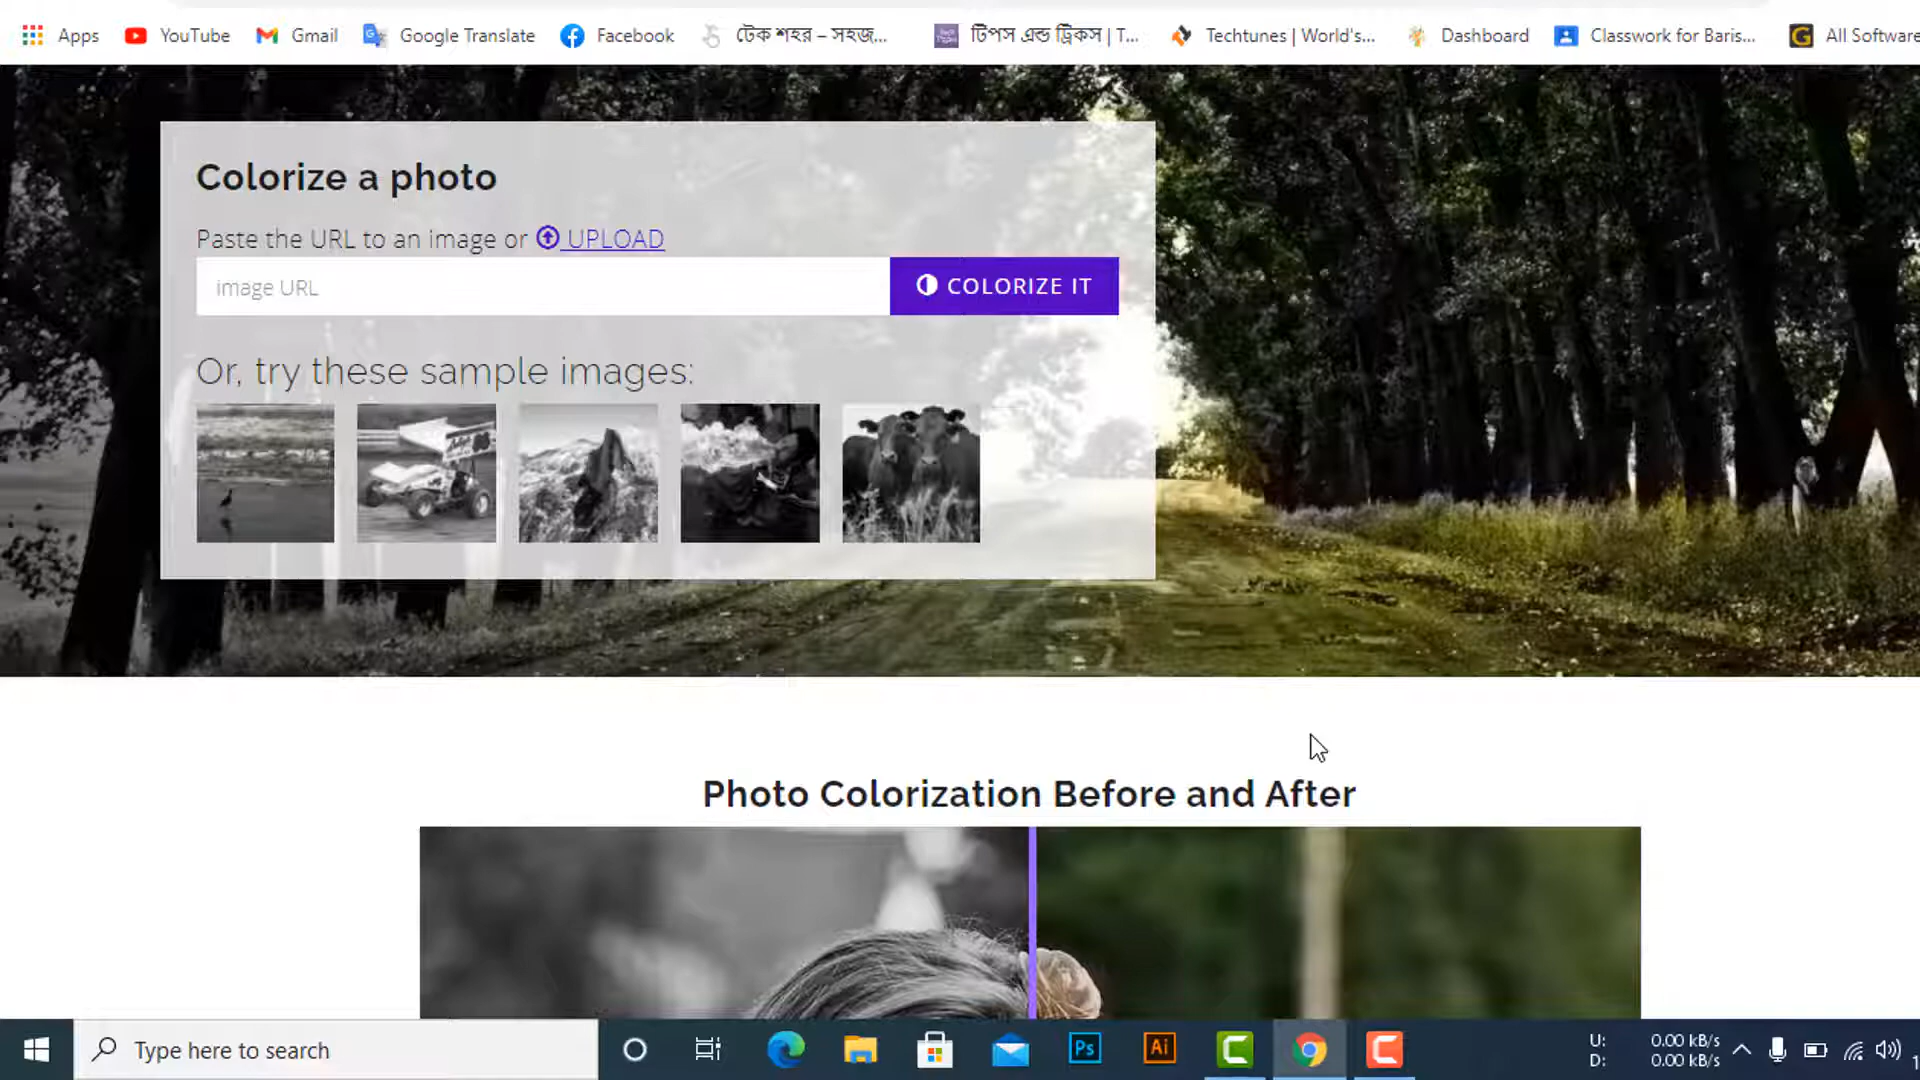 Apps YouTube Gmail Google Translate Facebook টেক শহর – সহজ... টিপস এন্ড ট্রিকস | T... Techtunes | World's... Dashboard Classwork for Baris... All Software
Colorize a photo
Paste the URL to an image or UPLOAD
image URL
COLORIZE IT
Or, try these sample images:
Photo Colorization Before and After
Type here to search
Ps
Ai
U: 0.00 kB/s
D: 0.00 kB/s